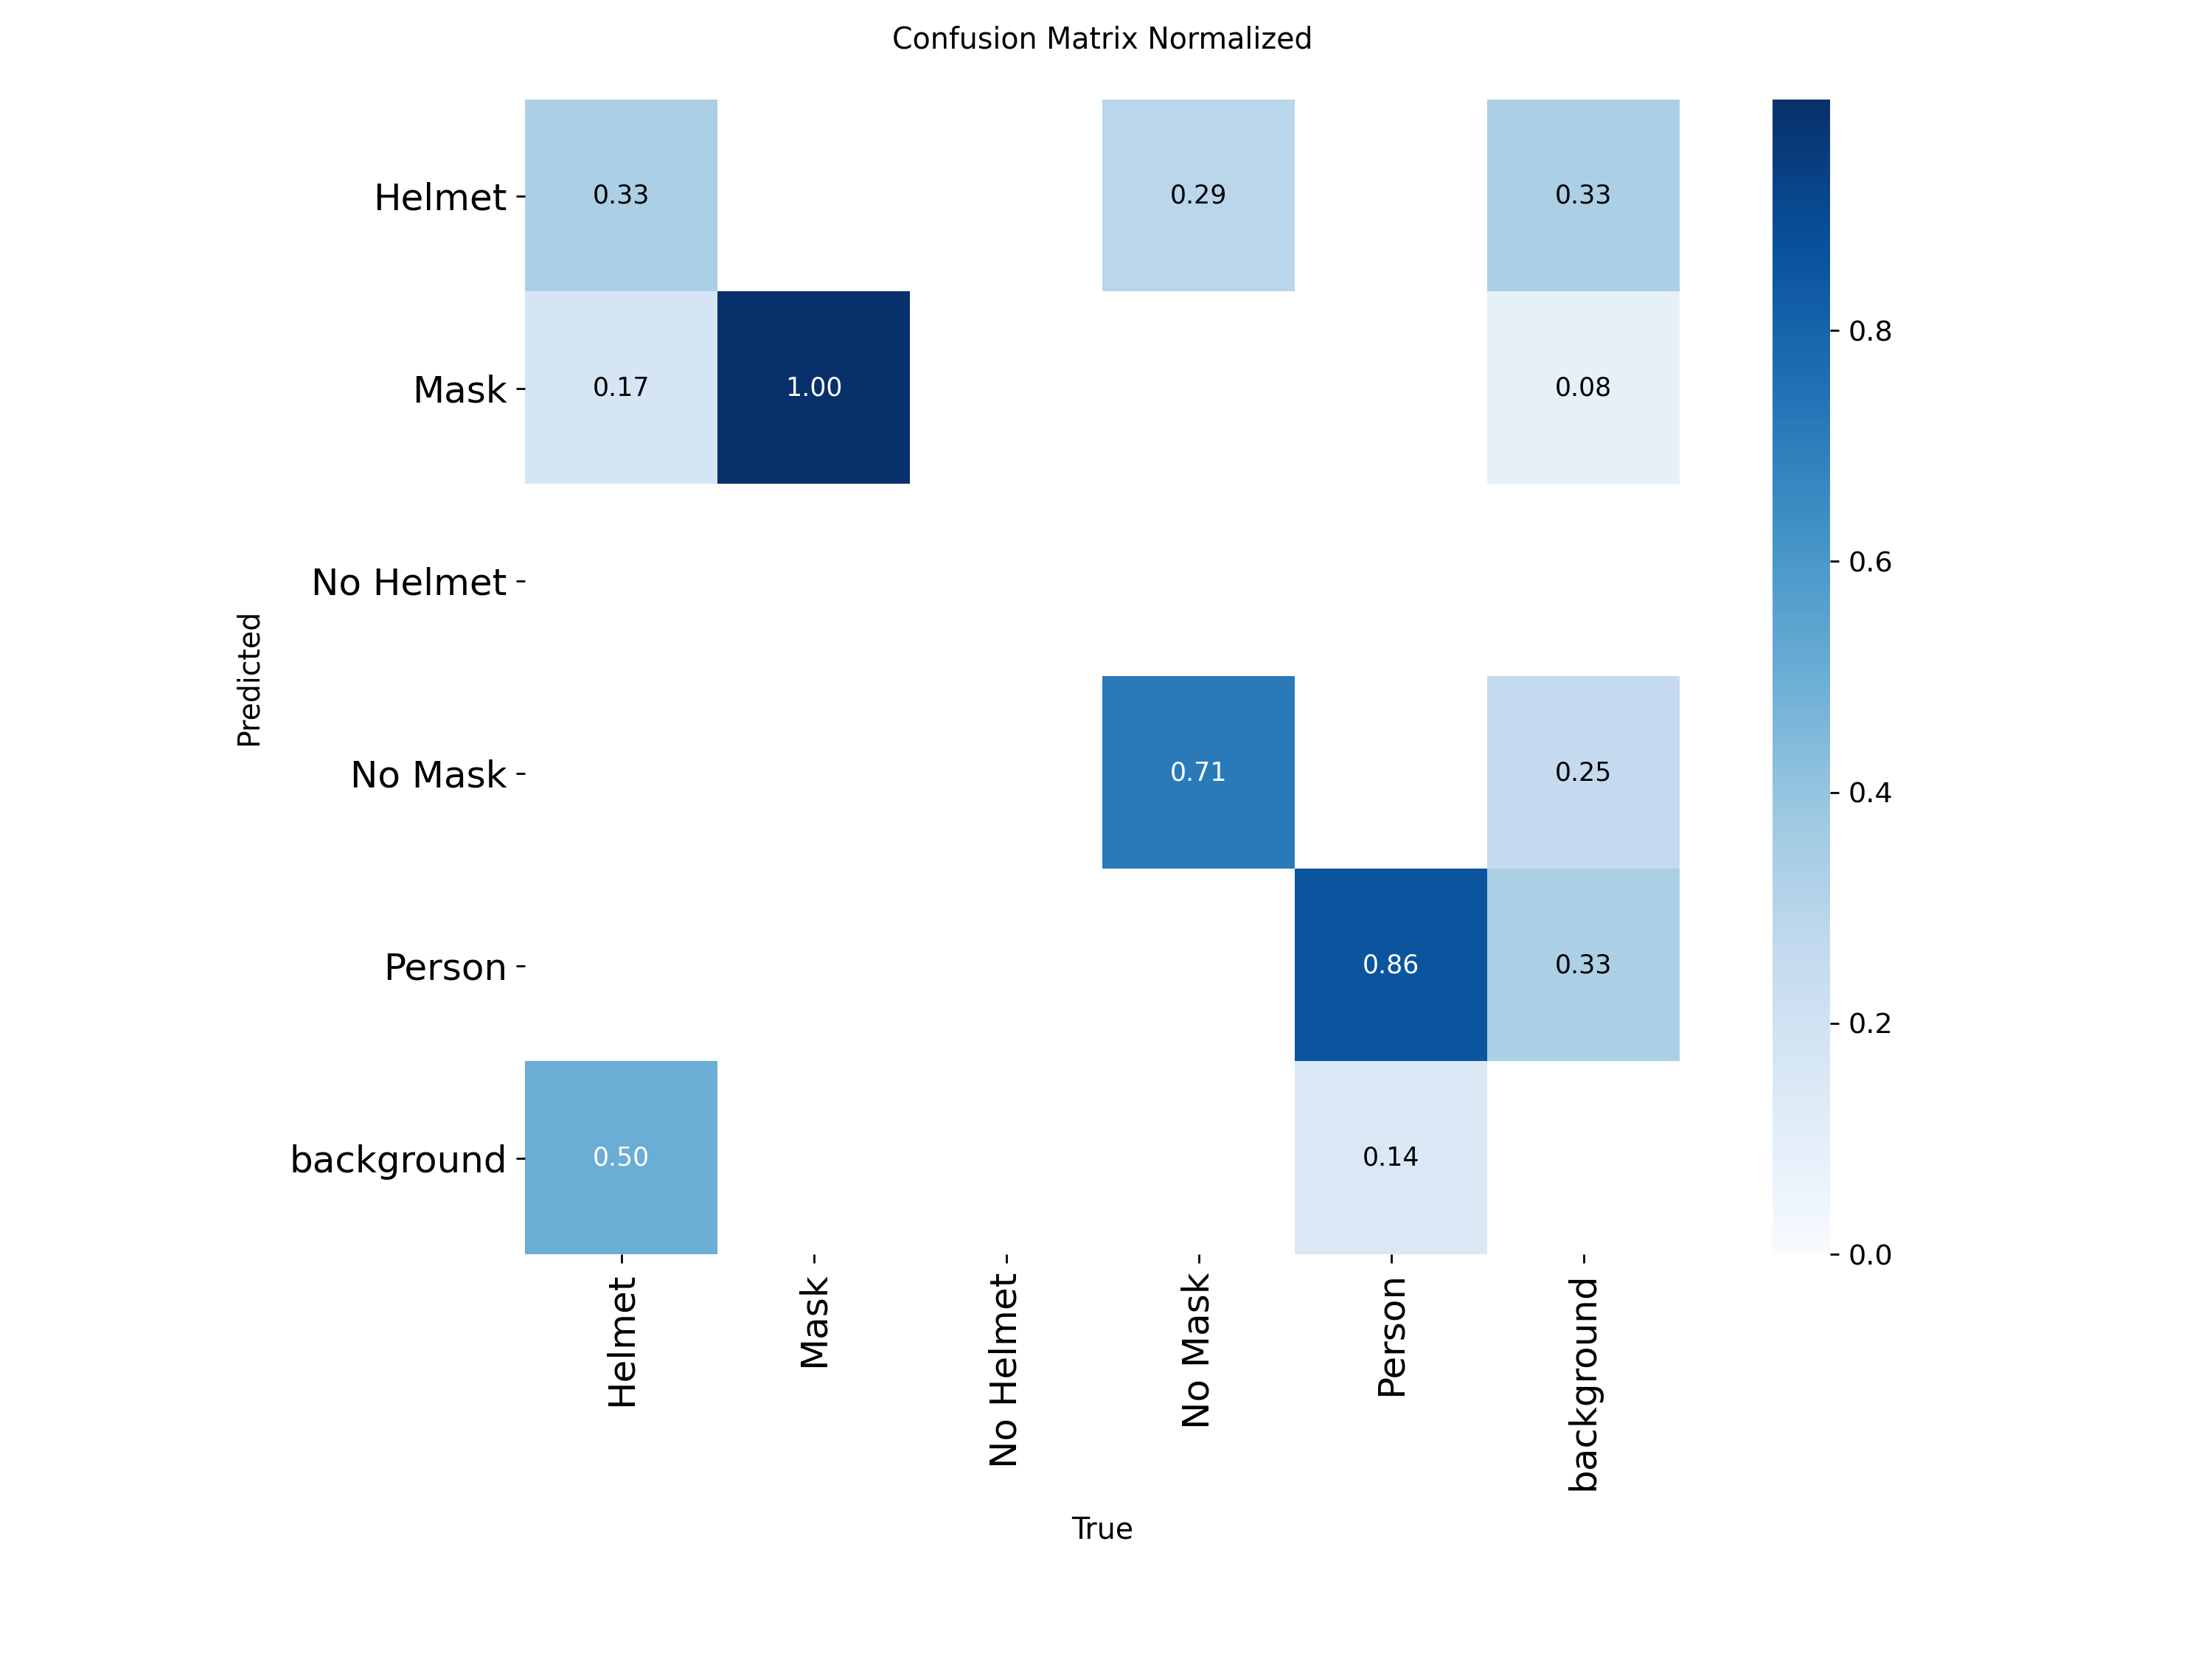 Confusion Matrix Normalized
Helmet
0.33
0.29
0.33
Mask
0.17
1.00
0.08
No Helmet
No Mask
0.71
0.25
Person
0.86
0.33
background
0.50
0.14
Predicted
Helmet
Mask
No Helmet
No Mask
Person
background
True
0.8
0.6
0.4
0.2
0.0